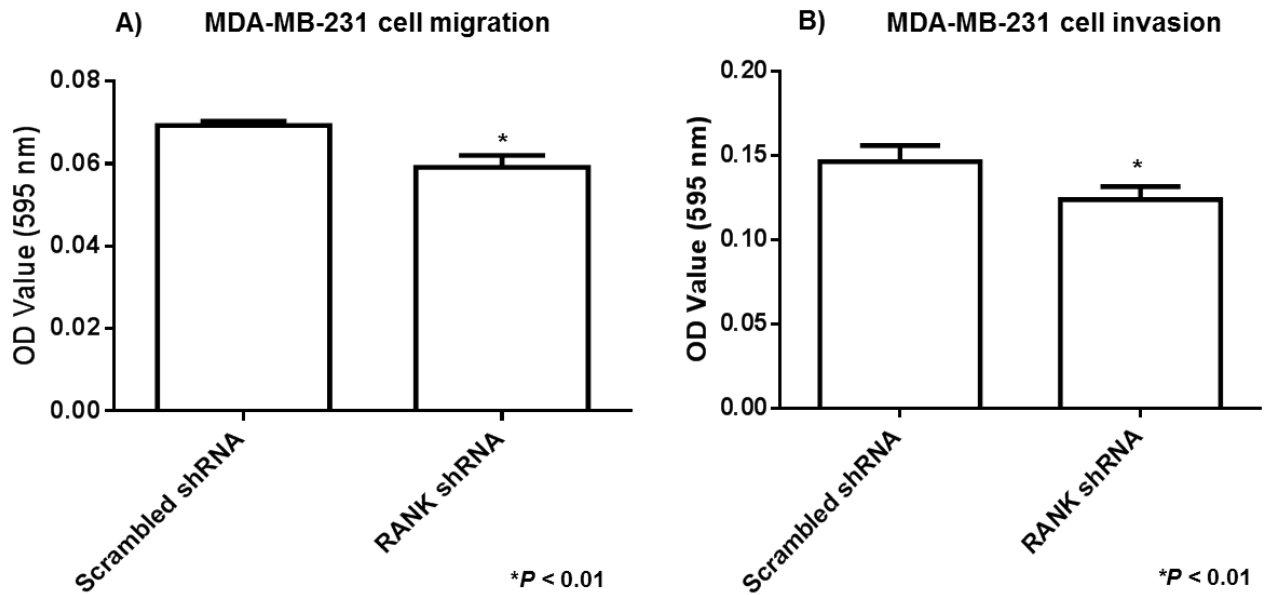 A) MDA-MB-231 cell migration
OD Value (595 nm)
0.08
0.06
0.04
0.02
0.00
Scrambled shRNA
RANK shRNA
*
*P < 0.01
B) MDA-MB-231 cell invasion
OD Value (595 nm)
0.20
0.15
0.10
0.05
0.00
Scrambled shRNA
RANK shRNA
*
*P < 0.01